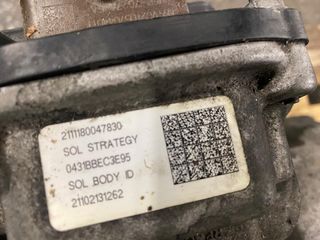 2111180047830
SOL STRATEGY
0431BBEC3E95
SOL BODY ID
21102131262